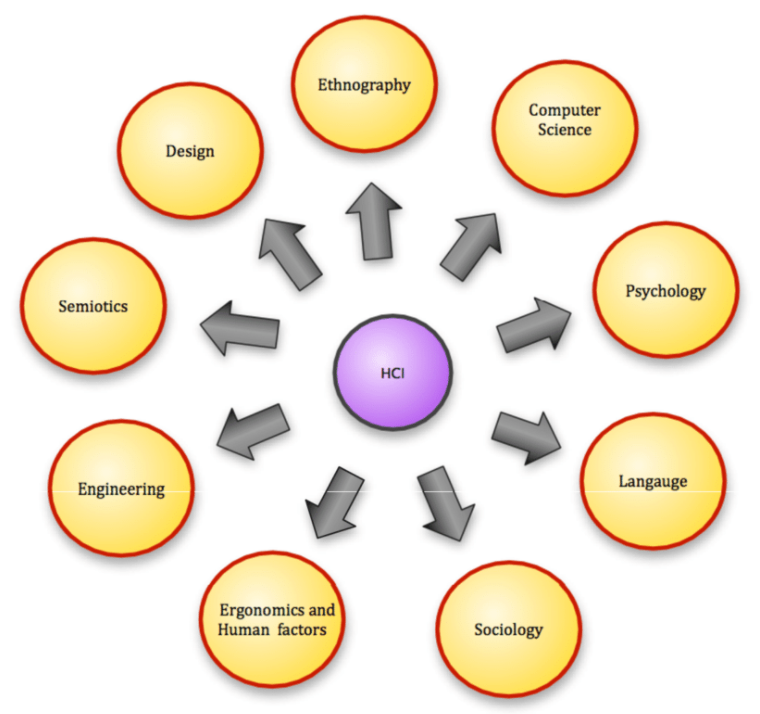 Ethnography
Computer
Science
Design
Psychology
Semiotics
HCI
Langauge
Engineering
Ergonomics and
Human factors
Sociology